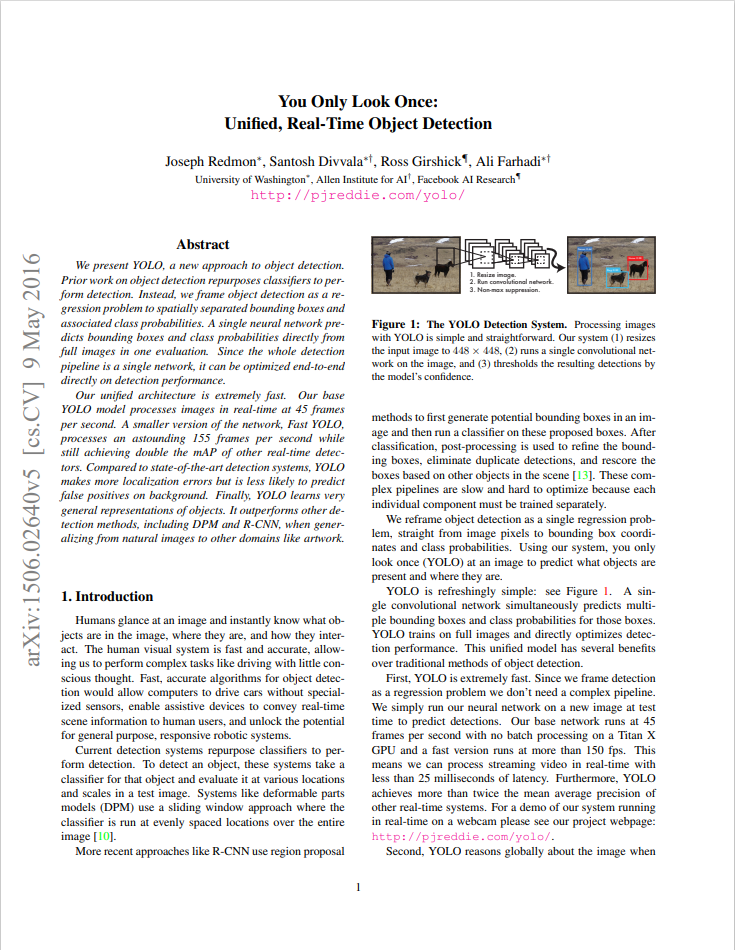 You Only Look Once:
Unified, Real-Time Object Detection
Joseph Redmon∗, Santosh Divvala∗†, Ross Girshick¶, Ali Farhadi∗†
University of Washington∗, Allen Institute for AI†, Facebook AI Research¶
http://pjreddie.com/yolo/
arXiv:1506.02640v5 [cs.CV] 9 May 2016
Abstract
We present YOLO, a new approach to object detection.
Prior work on object detection repurposes classifiers to per-
form detection. Instead, we frame object detection as a re-
gression problem to spatially separated bounding boxes and
associated class probabilities. A single neural network pre-
dicts bounding boxes and class probabilities directly from
full images in one evaluation. Since the whole detection
pipeline is a single network, it can be optimized end-to-end
directly on detection performance.
Our unified architecture is extremely fast. Our base
YOLO model processes images in real-time at 45 frames
per second. A smaller version of the network, Fast YOLO,
processes an astounding 155 frames per second while
still achieving double the mAP of other real-time detec-
tors. Compared to state-of-the-art detection systems, YOLO
makes more localization errors but is less likely to predict
false positives on background. Finally, YOLO learns very
general representations of objects. It outperforms other de-
tection methods, including DPM and R-CNN, when gener-
alizing from natural images to other domains like artwork.
1. Introduction
Humans glance at an image and instantly know what ob-
jects are in the image, where they are, and how they inter-
act. The human visual system is fast and accurate, allow-
ing us to perform complex tasks like driving with little con-
scious thought. Fast, accurate algorithms for object detec-
tion would allow computers to drive cars without special-
ized sensors, enable assistive devices to convey real-time
scene information to human users, and unlock the potential
for general purpose, responsive robotic systems.
Current detection systems repurpose classifiers to per-
form detection. To detect an object, these systems take a
classifier for that object and evaluate it at various locations
and scales in a test image. Systems like deformable parts
models (DPM) use a sliding window approach where the
classifier is run at evenly spaced locations over the entire
image [10].
More recent approaches like R-CNN use region proposal
1. Resize image.
2. Run convolutional network.
3. Non-max suppression.
Figure 1: The YOLO Detection System. Processing images
with YOLO is simple and straightforward. Our system (1) resizes
the input image to 448 × 448, (2) runs a single convolutional net-
work on the image, and (3) thresholds the resulting detections by
the model's confidence.
methods to first generate potential bounding boxes in an im-
age and then run a classifier on these proposed boxes. After
classification, post-processing is used to refine the bound-
ing boxes, eliminate duplicate detections, and rescore the
boxes based on other objects in the scene [13]. These com-
plex pipelines are slow and hard to optimize because each
individual component must be trained separately.
We reframe object detection as a single regression prob-
lem, straight from image pixels to bounding box coordi-
nates and class probabilities. Using our system, you only
look once (YOLO) at an image to predict what objects are
present and where they are.
YOLO is refreshingly simple: see Figure 1. A sin-
gle convolutional network simultaneously predicts multi-
ple bounding boxes and class probabilities for those boxes.
YOLO trains on full images and directly optimizes detec-
tion performance. This unified model has several benefits
over traditional methods of object detection.
First, YOLO is extremely fast. Since we frame detection
as a regression problem we don't need a complex pipeline.
We simply run our neural network on a new image at test
time to predict detections. Our base network runs at 45
frames per second with no batch processing on a Titan X
GPU and a fast version runs at more than 150 fps. This
means we can process streaming video in real-time with
less than 25 milliseconds of latency. Furthermore, YOLO
achieves more than twice the mean average precision of
other real-time systems. For a demo of our system running
in real-time on a webcam please see our project webpage:
http://pjreddie.com/yolo/.
Second, YOLO reasons globally about the image when
1